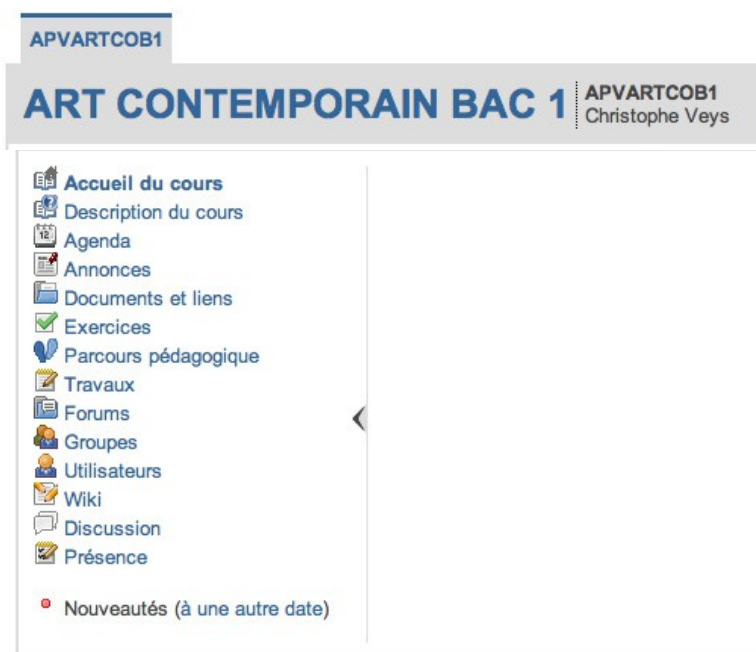 APVARTCOB1
ART CONTEMPORAIN BAC 1
APVARTCOB1
Christophe Veys
Accueil du cours
Description du cours
12
Agenda
Annonces
Documents et liens
Exercices
Parcours pédagogique
Travaux
Forums
Groupes
Utilisateurs
Wiki
Discussion
Présence
Nouveautés (à une autre date)